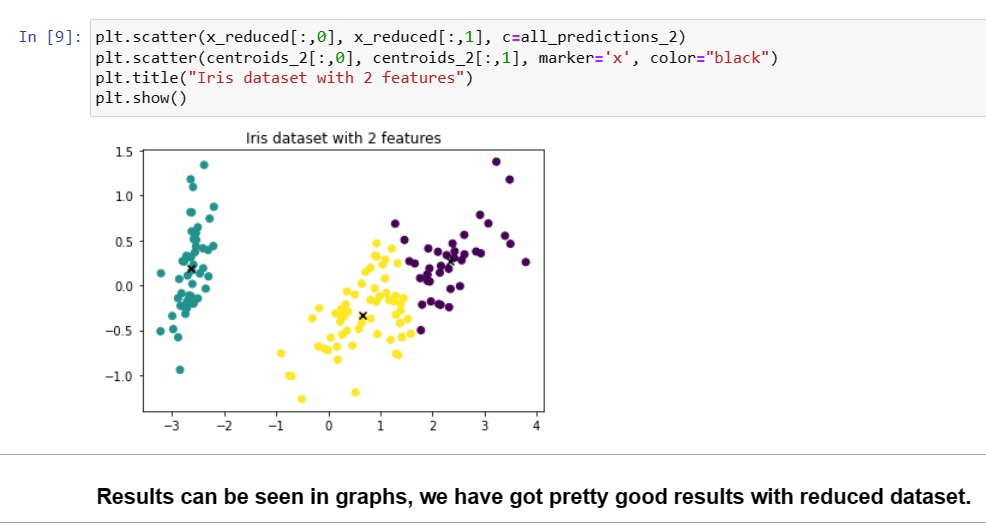 In [9]: plt.scatter(x_reduced[:,0], x_reduced[:,1], c=all_predictions_2)
plt.scatter(centroids_2[:,0], centroids_2[:,1], marker='x', color="black")
plt.title("Iris dataset with 2 features")
plt.show()
Iris dataset with 2 features
1.5
1.0
0.5
0.0
−0.5
−1.0
−3 −2 −1 0 1 2 3 4
Results can be seen in graphs, we have got pretty good results with reduced dataset.